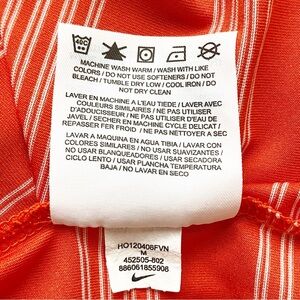 MACHINE WASH WARM / WASH WITH LIKE
COLORS / DO NOT USE SOFTENERS / DO NOT
BLEACH / TUMBLE DRY LOW / COOL IRON / DO
NOT DRY CLEAN
LAVER EN MACHINE A L'EAU TIEDE / LAVER AVEC
COULEURS SIMILAIRES / NE PAS UTILISER
D'ADOUCISSEUR / NE PAS UTILISER D'EAU DE
JAVEL / SECHER EN MACHINE CYCLE DELICAT /
REPASSER FER FROID / NE PAS NETTOYER A SEC
LAVAR A MAQUINA EN AGUA TIBIA / LAVAR CON
COLORES SIMILARES / NO USAR SUAVIZANTES /
NO USAR BLANQUEADORES / USAR SECADORA
CICLO LENTO / USAR PLANCHA TEMPERATURA
BAJA / NO LAVAR EN SECO
HO120408FVN
M
452505-802
886061855908